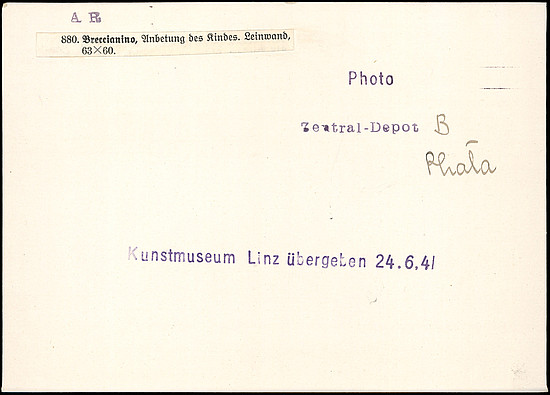 A R
880. Breccianino, Anbetung des Kindes. Leinwand,
63×60.
Photo
Zentral-Depot B
Kunstmuseum Linz übergeben 24.6.41